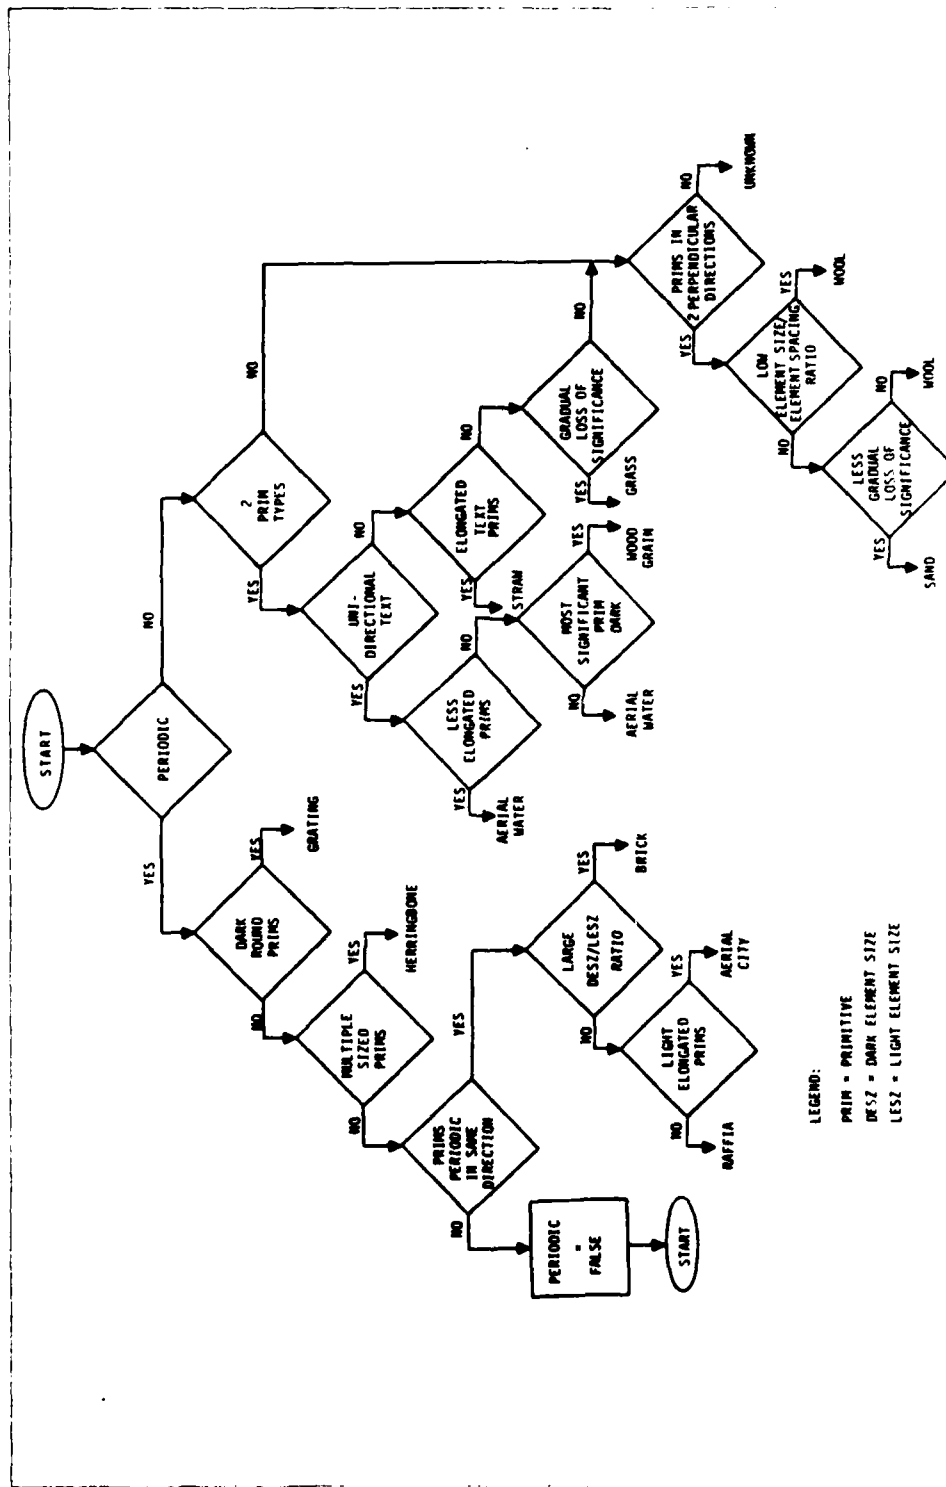 START
PERIODIC
YES
NO
DARK
ROUND
PRIMS
YES
GRATING
NO
MULTIPLE
SIZED
PRIMS
YES
HERRINGBONE
NO
PRIMS
PERIODIC
IN SAME
DIRECTION
NO
PERIODIC
=
FALSE
START
YES
LARGE
DESZ/LESZ
RATIO
YES
BRICK
NO
LIGHT
ELONGATED
PRIMS
NO
RAFFIA
YES
AERIAL
CITY
2
PRIM
TYPES
YES
NO
UNI-
DIRECTIONAL
TEXT
YES
NO
LESS
ELONGATED
PRIMS
YES
AERIAL
WATER
NO
MOST
SIGNIFICANT
PRIM
DARK
NO
AERIAL
WATER
YES
WOOD
GRAIN
ELONGATED
TEXT
PRIMS
YES
STRAW
NO
GRADUAL
LOSS OF
SIGNIFICANCE
YES
GRASS
NO
PRIMS IN
2 PERPENDICULAR
DIRECTIONS
NO
UNKNOWN
YES
LOW
ELEMENT SIZE/
ELEMENT SPACING
RATIO
YES
WOOL
NO
LESS
GRADUAL
LOSS OF
SIGNIFICANCE
YES
SAND
NO
WOOL
LEGEND:
PRIM = PRIMITIVE
DESZ = DARK ELEMENT SIZE
LESZ = LIGHT ELEMENT SIZE